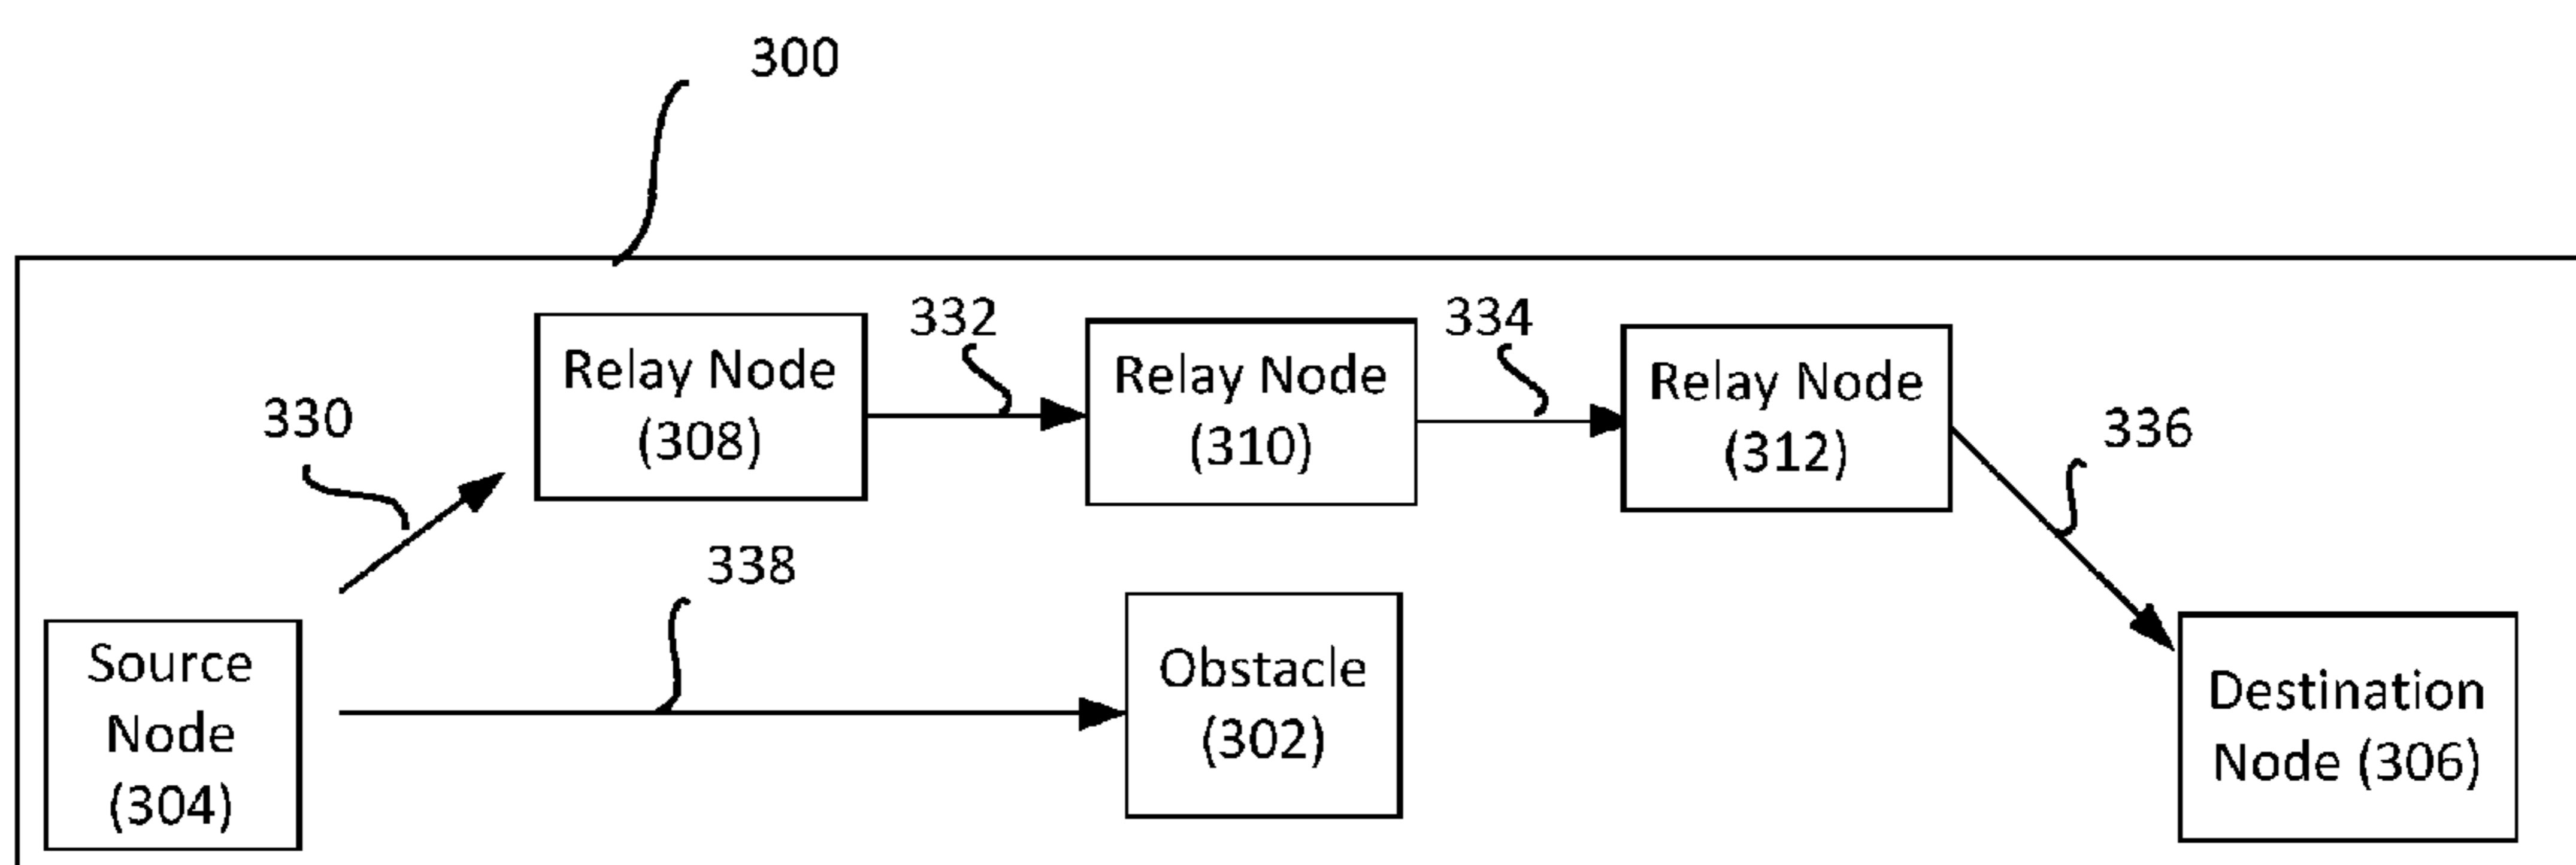 300
332
334
Relay Node
(308)
Relay Node
(310)
Relay Node
(312)
330
336
338
Source
Node
(304)
Obstacle
(302)
Destination
Node (306)